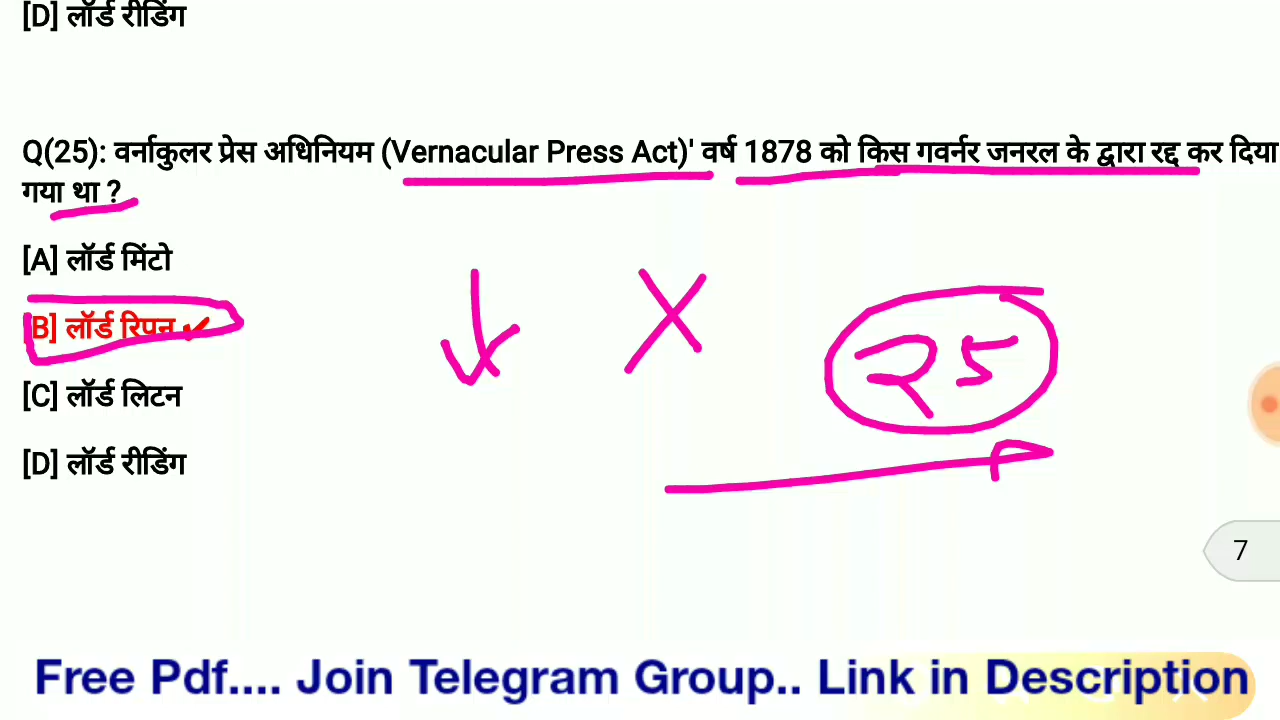 [D] लॉर्ड रीडिंग
Q(25): वर्नाकुलर प्रेस अधिनियम (Vernacular Press Act)' वर्ष 1878 को किस गवर्नर जनरल के द्वारा रद्द कर दिया
गया था ?
[A] लॉर्ड मिंटो
[B] लॉर्ड रिपन ✔
[C] लॉर्ड लिटन
25
[D] लॉर्ड रीडिंग
7
Free Pdf.... Join Telegram Group.. Link in Description